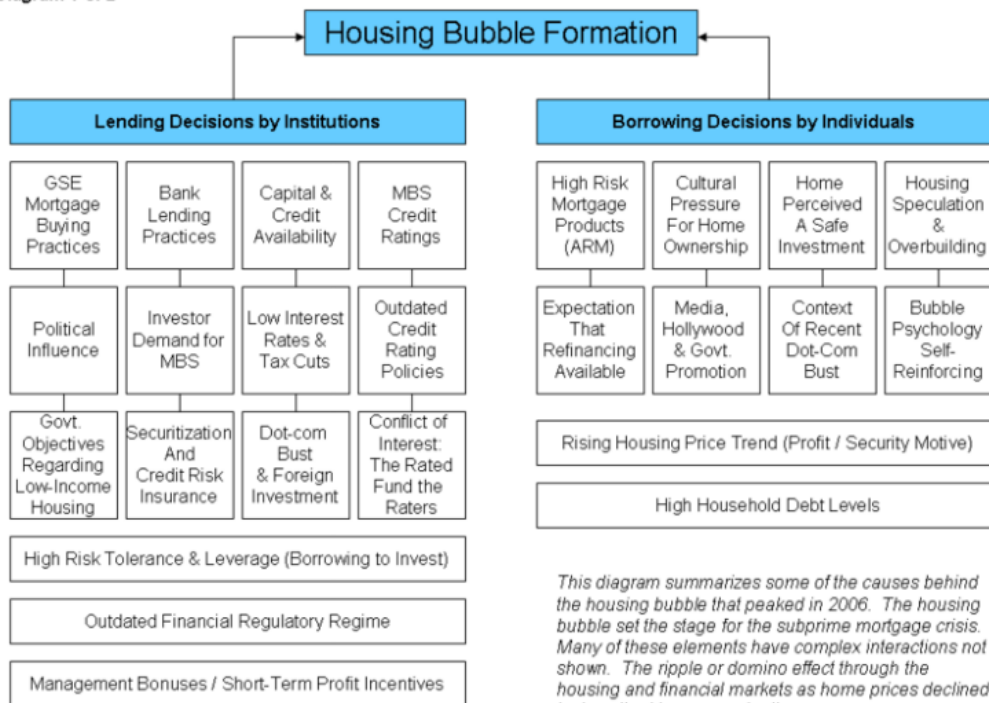 Diagram 1 of 2
Housing Bubble Formation
Lending Decisions by Institutions
GSE
Mortgage
Buying
Practices
Bank
Lending
Practices
Capital &
Credit
Availability
MBS
Credit
Ratings
Political
Influence
Investor
Demand for
MBS
Low Interest
Rates &
Tax Cuts
Outdated
Credit
Rating
Policies
Govt.
Objectives
Regarding
Low-Income
Housing
Securitization
And
Credit Risk
Insurance
Dot-com
Bust
& Foreign
Investment
Conflict of
Interest:
The Rated
Fund the
Raters
High Risk Tolerance & Leverage (Borrowing to Invest)
Outdated Financial Regulatory Regime
Management Bonuses / Short-Term Profit Incentives
Borrowing Decisions by Individuals
High Risk
Mortgage
Products
(ARM)
Cultural
Pressure
For Home
Ownership
Home
Perceived
A Safe
Investment
Housing
Speculation
&
Overbuilding
Expectation
That
Refinancing
Available
Media,
Hollywood
& Govt.
Promotion
Context
Of Recent
Dot-Com
Bust
Bubble
Psychology
Self-
Reinforcing
Rising Housing Price Trend (Profit / Security Motive)
High Household Debt Levels
This diagram summarizes some of the causes behind
the housing bubble that peaked in 2006. The housing
bubble set the stage for the subprime mortgage crisis.
Many of these elements have complex interactions not
shown. The ripple or domino effect through the
housing and financial markets as home prices declined